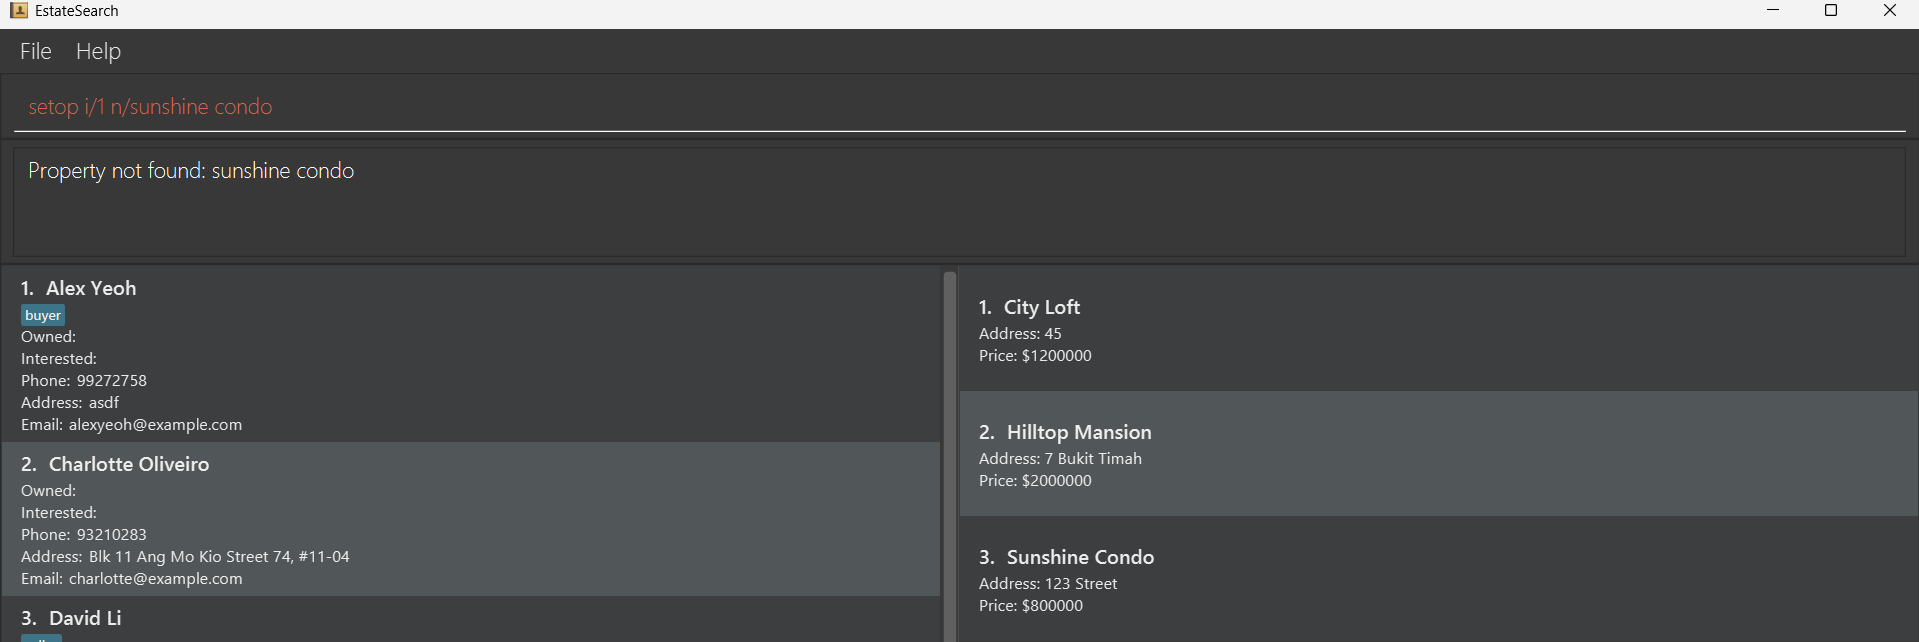 EstateSearch
File Help
setop i/1 n/sunshine condo
Property not found: sunshine condo
1. Alex Yeoh
buyer
Owned:
Interested:
Phone: 99272758
Address: asdf
Email: alexyeoh@example.com
2. Charlotte Oliveiro
Owned:
Interested:
Phone: 93210283
Address: Blk 11 Ang Mo Kio Street 74, #11-04
Email: charlotte@example.com
3. David Li
1. City Loft
Address: 45
Price: $1200000
2. Hilltop Mansion
Address: 7 Bukit Timah
Price: $2000000
3. Sunshine Condo
Address: 123 Street
Price: $800000